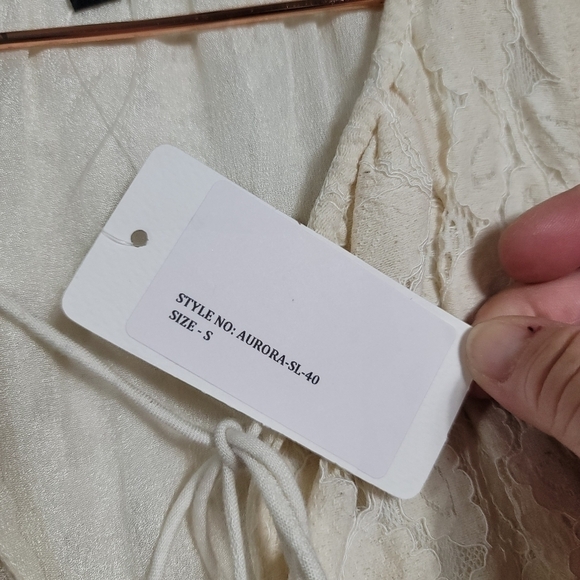 STYLE NO: AURORA-SL-40
SIZE - S